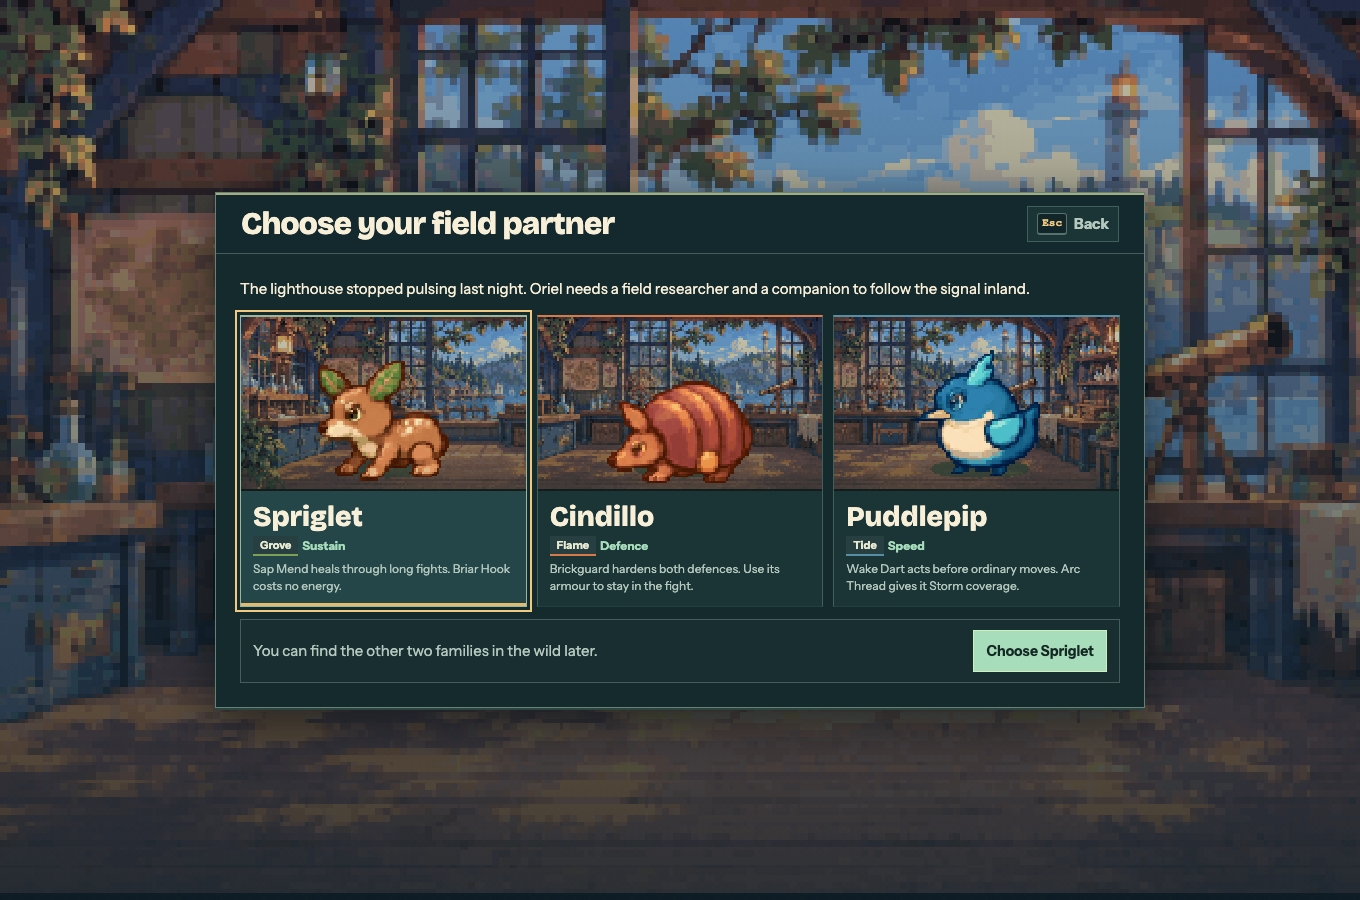 Choose your field partner
Esc Back
The lighthouse stopped pulsing last night. Oriel needs a field researcher and a companion to follow the signal inland.
Spriglet
Grove Sustain
Sap Mend heals through long fights. Briar Hook
costs no energy.
Cindillo
Flame Defence
Brickguard hardens both defences. Use its
armour to stay in the fight.
Puddlepip
Tide Speed
Wake Dart acts before ordinary moves. Arc
Thread gives it Storm coverage.
You can find the other two families in the wild later.
Choose Spriglet